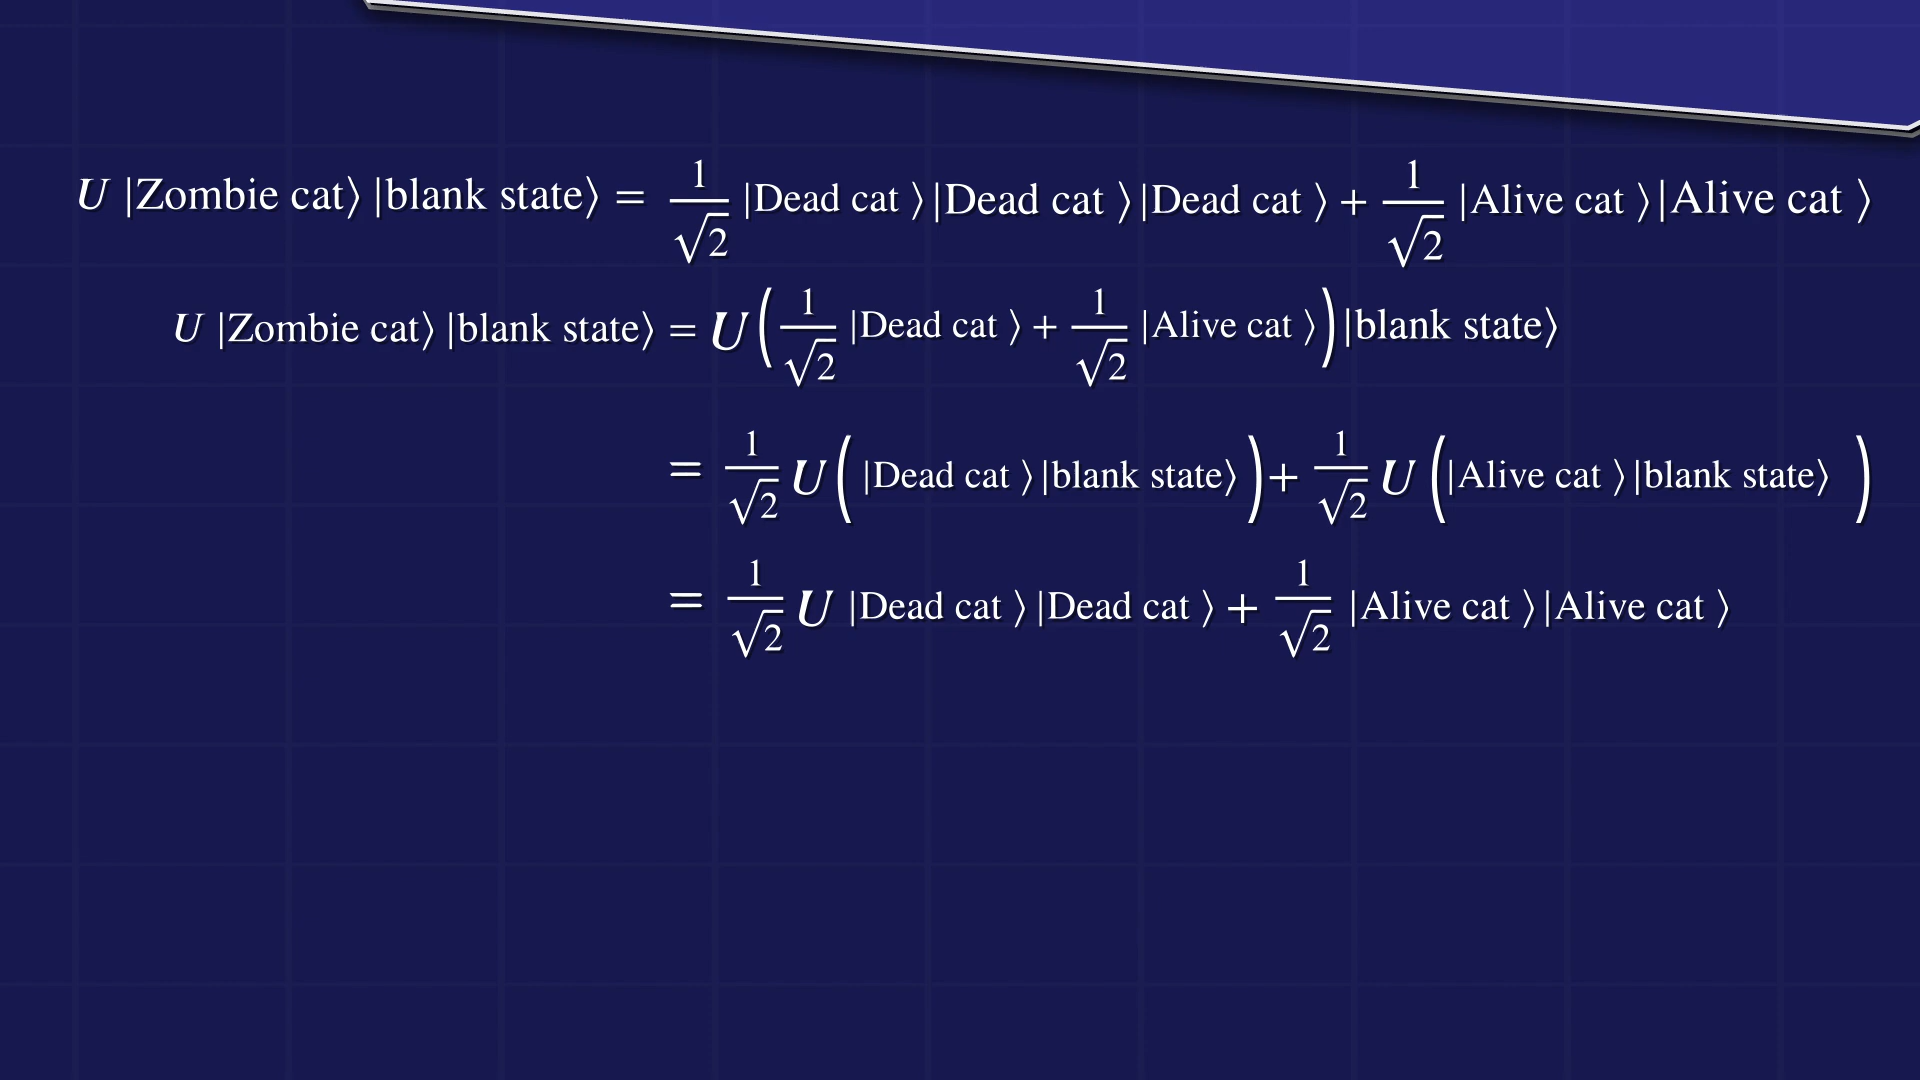 U |Zombie cat⟩ |blank state⟩ = 1/√2 |Dead cat ⟩|Dead cat ⟩|Dead cat ⟩ + 1/√2 |Alive cat ⟩|Alive cat ⟩
U |Zombie cat⟩ |blank state⟩ = U(1/√2 |Dead cat ⟩ + 1/√2 |Alive cat ⟩)|blank state⟩
= 1/√2 U( |Dead cat ⟩|blank state⟩ ) + 1/√2 U (|Alive cat ⟩|blank state⟩ )
= 1/√2 U |Dead cat ⟩|Dead cat ⟩ + 1/√2 |Alive cat ⟩|Alive cat ⟩